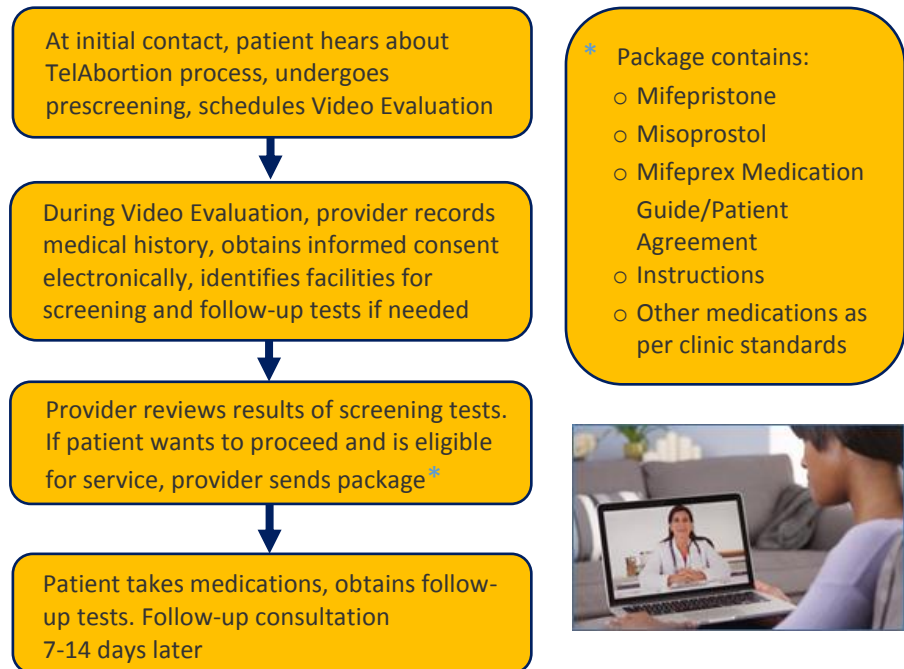 At initial contact, patient hears about
TelAbortion process, undergoes
prescreening, schedules Video Evaluation
During Video Evaluation, provider records
medical history, obtains informed consent
electronically, identifies facilities for
screening and follow-up tests if needed
Provider reviews results of screening tests.
If patient wants to proceed and is eligible
for service, provider sends package*
Patient takes medications, obtains follow-
up tests. Follow-up consultation
7-14 days later
* Package contains:
o Mifepristone
o Misoprostol
o Mifeprex Medication
Guide/Patient
Agreement
o Instructions
o Other medications as
per clinic standards